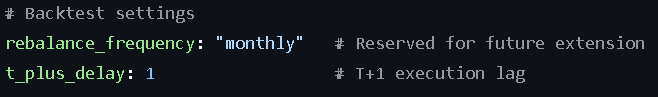 # Backtest settings
rebalance_frequency: "monthly"   # Reserved for future extension
t_plus_delay: 1                  # T+1 execution lag